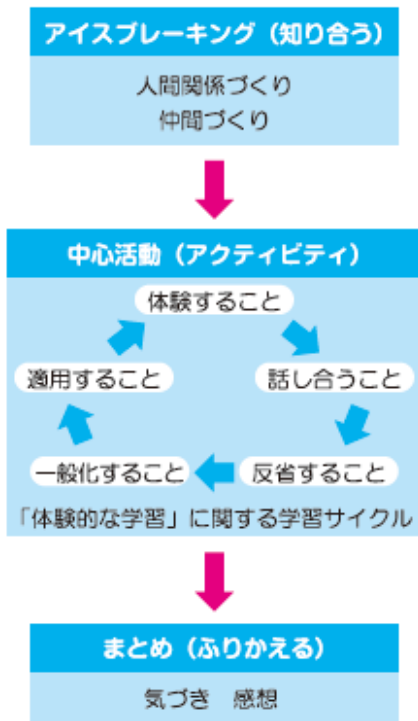 アイスブレーキング（知り合う）
人間関係づくり
仲間づくり
中心活動（アクティビティ）
体験すること
適用すること
話し合うこと
一般化すること
反省すること
「体験的な学習」に関する学習サイクル
まとめ（ふりかえる）
気づき　感想